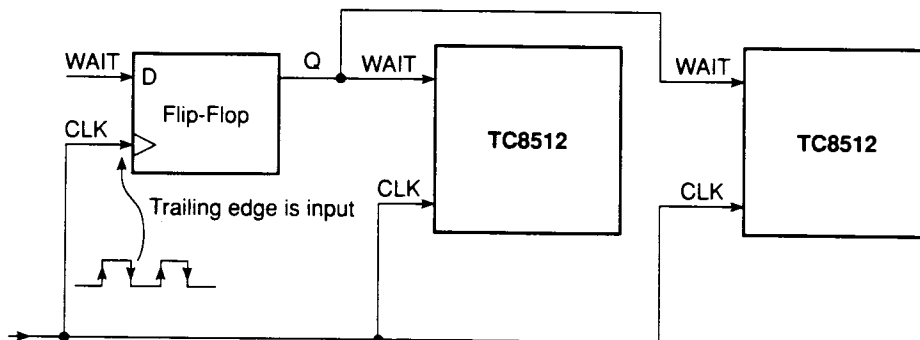 WAIT
D
Q
WAIT
WAIT
Flip-Flop
TC8512
TC8512
CLK
CLK
CLK
Trailing edge is input